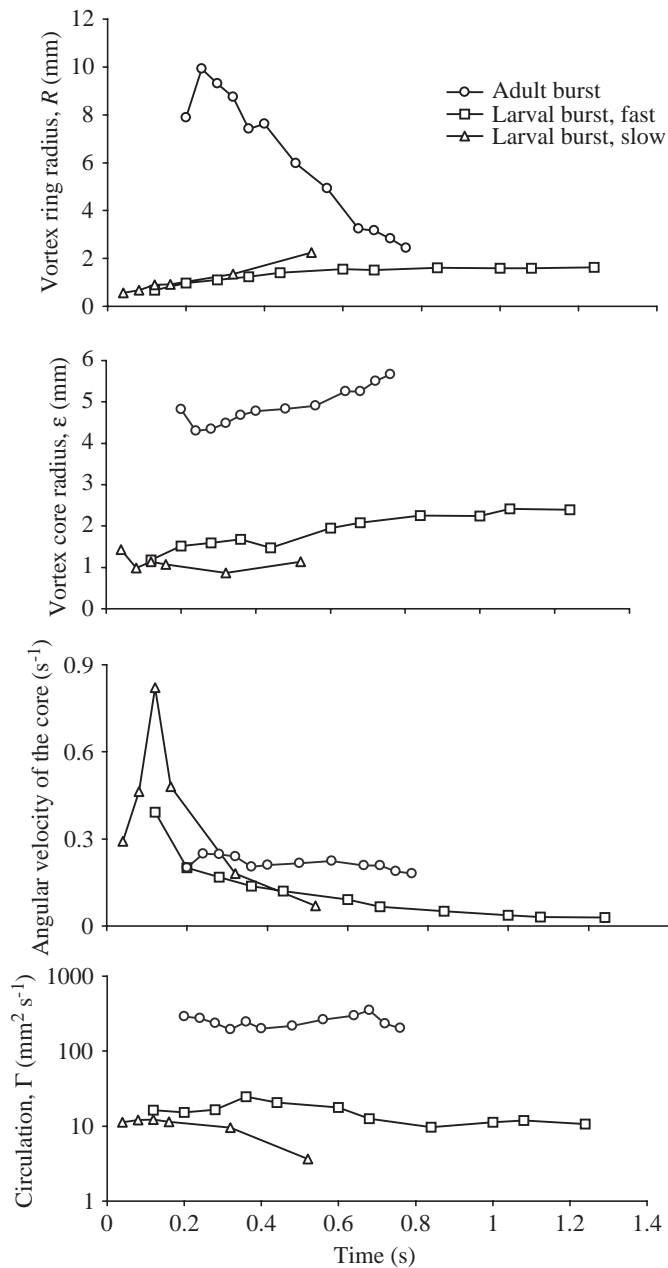 12
10
8
6
4
2
0
Vortex ring radius, R (mm)
Adult burst
Larval burst, fast
Larval burst, slow
6
5
4
3
2
1
0
Vortex core radius, ε (mm)
0.9
0.6
0.3
0
Angular velocity of the core (s⁻¹)
1000
100
10
1
Circulation, Γ (mm² s⁻¹)
0 0.2 0.4 0.6 0.8 1 1.2 1.4
Time (s)